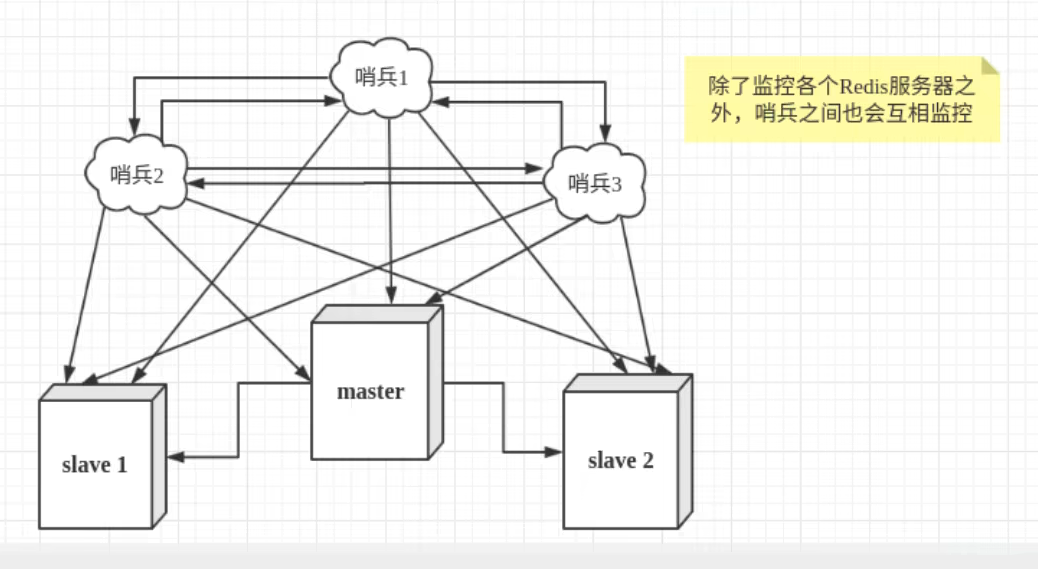 哨兵1
除了监控各个Redis服务器之
外，哨兵之间也会互相监控
哨兵2
哨兵3
master
slave 1
slave 2